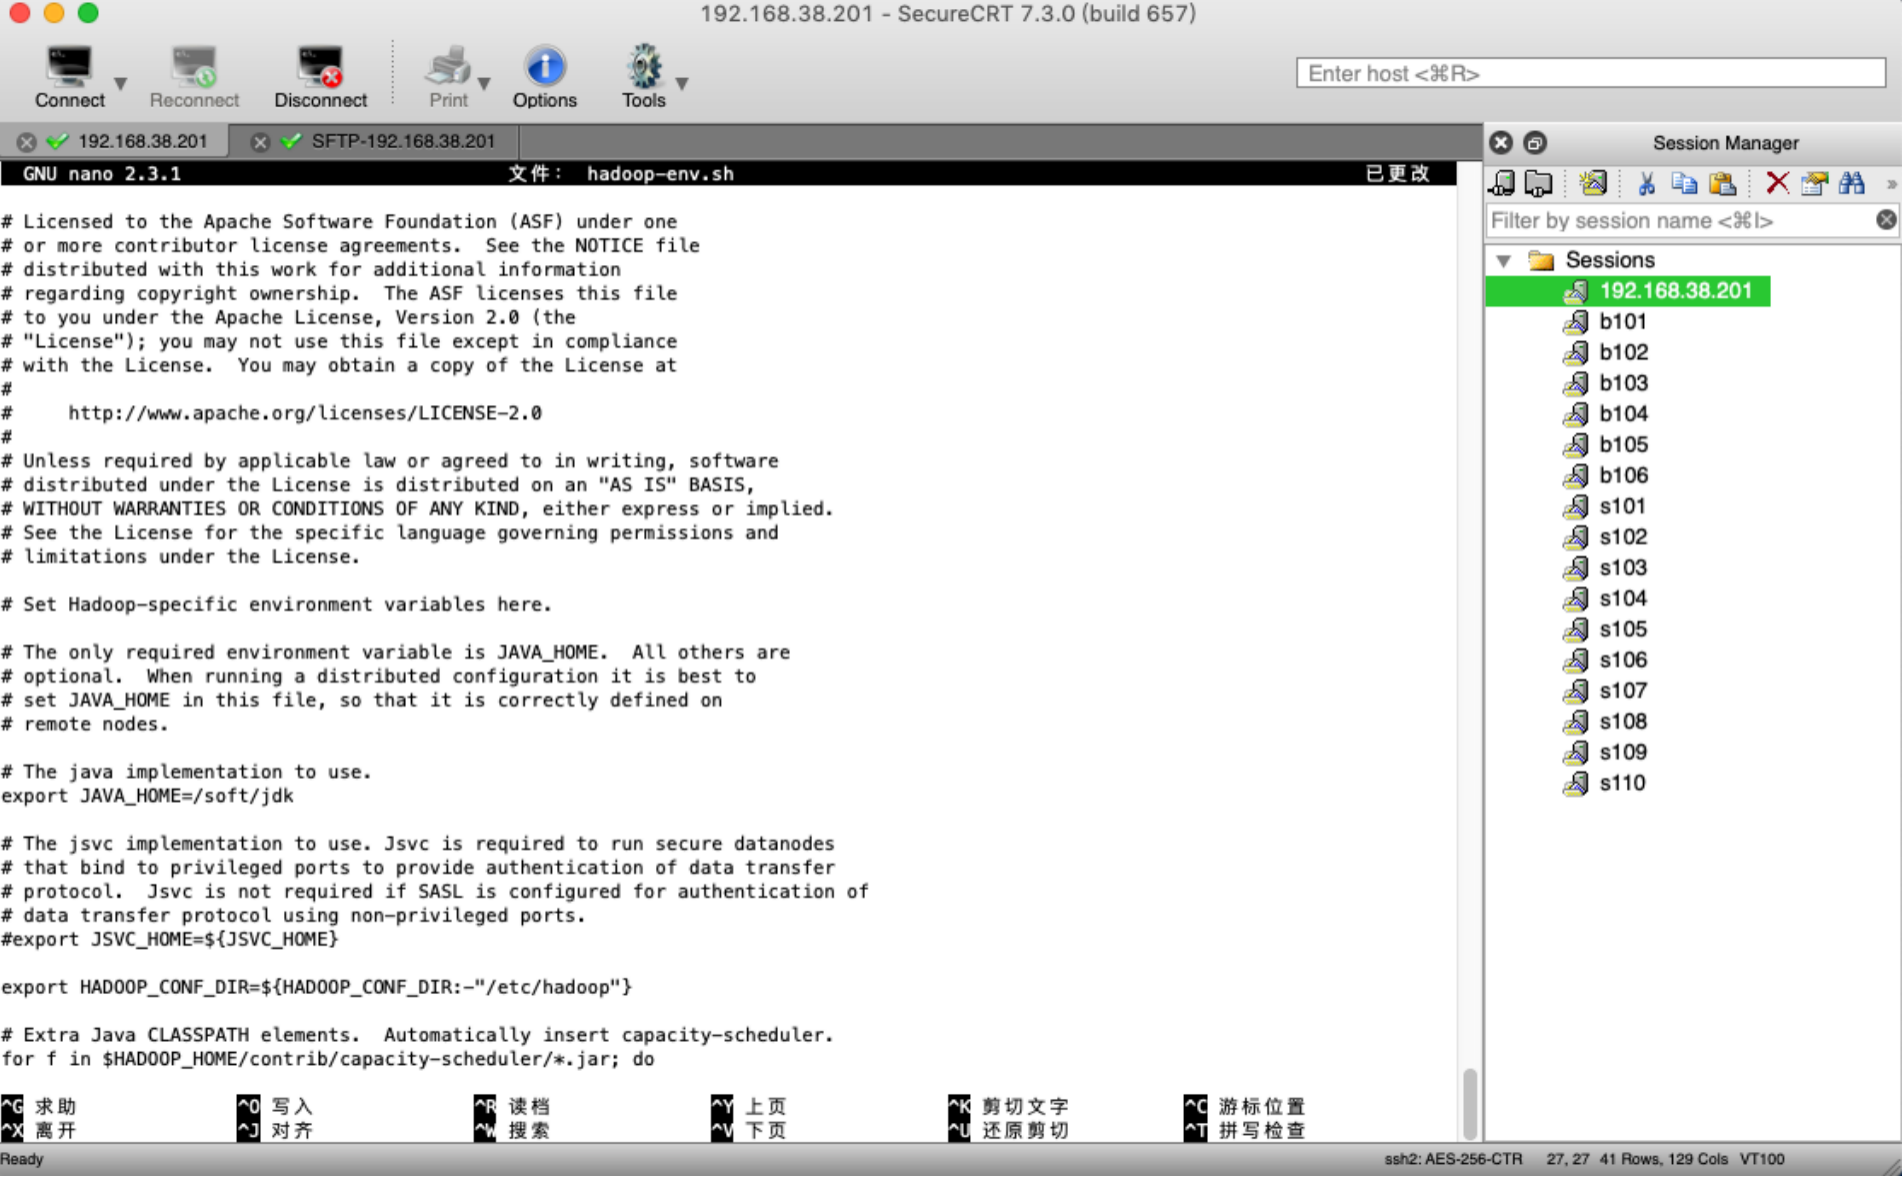 192.168.38.201 - SecureCRT 7.3.0 (build 657)
Connect Reconnect Disconnect Print Options Tools
Enter host <⌘R>
192.168.38.201 SFTP-192.168.38.201
GNU nano 2.3.1 文件： hadoop-env.sh 已更改
# Licensed to the Apache Software Foundation (ASF) under one
# or more contributor license agreements.  See the NOTICE file
# distributed with this work for additional information
# regarding copyright ownership.  The ASF licenses this file
# to you under the Apache License, Version 2.0 (the
# "License"); you may not use this file except in compliance
# with the License.  You may obtain a copy of the License at
#
#     http://www.apache.org/licenses/LICENSE-2.0
#
# Unless required by applicable law or agreed to in writing, software
# distributed under the License is distributed on an "AS IS" BASIS,
# WITHOUT WARRANTIES OR CONDITIONS OF ANY KIND, either express or implied.
# See the License for the specific language governing permissions and
# limitations under the License.
# Set Hadoop-specific environment variables here.
# The only required environment variable is JAVA_HOME.  All others are
# optional.  When running a distributed configuration it is best to
# set JAVA_HOME in this file, so that it is correctly defined on
# remote nodes.
# The java implementation to use.
export JAVA_HOME=/soft/jdk
# The jsvc implementation to use. Jsvc is required to run secure datanodes
# that bind to privileged ports to provide authentication of data transfer
# protocol.  Jsvc is not required if SASL is configured for authentication of
# data transfer protocol using non-privileged ports.
#export JSVC_HOME=${JSVC_HOME}
export HADOOP_CONF_DIR=${HADOOP_CONF_DIR:-"/etc/hadoop"}
# Extra Java CLASSPATH elements.  Automatically insert capacity-scheduler.
for f in $HADOOP_HOME/contrib/capacity-scheduler/*.jar; do
^G 求助 ^O 写入 ^R 读档 ^Y 上页 ^K 剪切文字 ^C 游标位置
^X 离开 ^J 对齐 ^W 搜索 ^V 下页 ^U 还原剪切 ^T 拼写检查
Session Manager
»
Filter by session name <⌘I>
Sessions
192.168.38.201
b101
b102
b103
b104
b105
b106
s101
s102
s103
s104
s105
s106
s107
s108
s109
s110
Ready ssh2: AES-256-CTR 27, 27 41 Rows, 129 Cols VT100